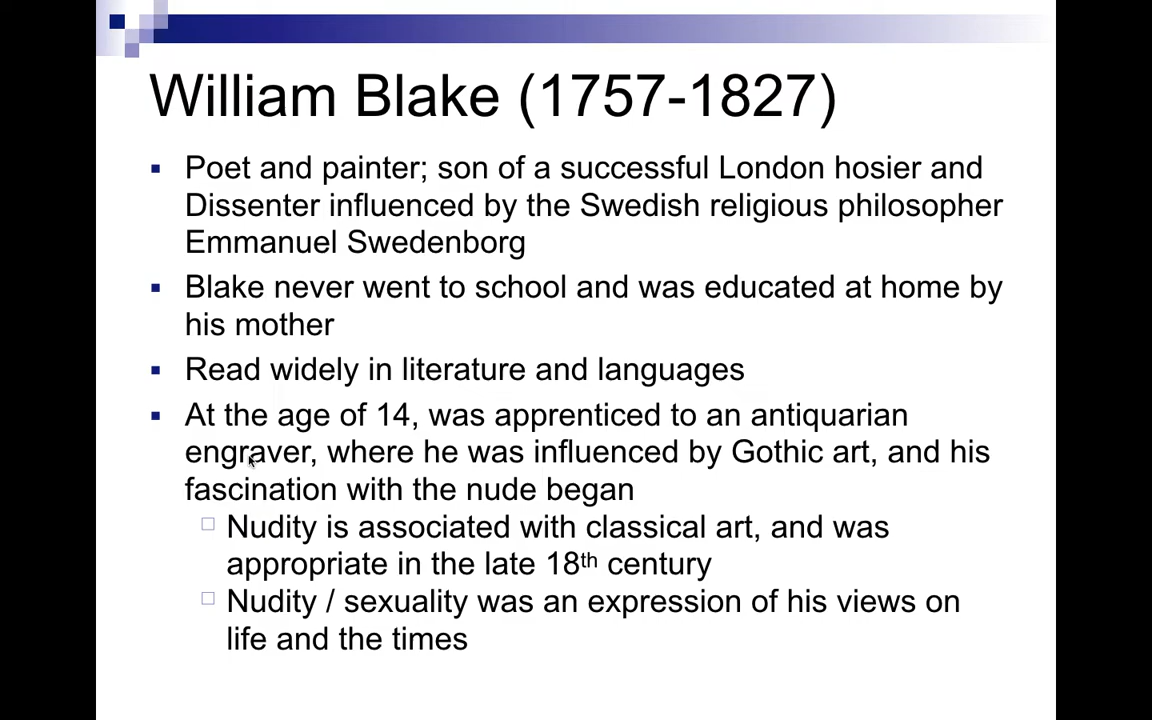 William Blake (1757-1827)
Poet and painter; son of a successful London hosier and
Dissenter influenced by the Swedish religious philosopher
Emmanuel Swedenborg
Blake never went to school and was educated at home by
his mother
Read widely in literature and languages
At the age of 14, was apprenticed to an antiquarian
engraver, where he was influenced by Gothic art, and his
fascination with the nude began
Nudity is associated with classical art, and was
appropriate in the late 18th century
Nudity / sexuality was an expression of his views on
life and the times